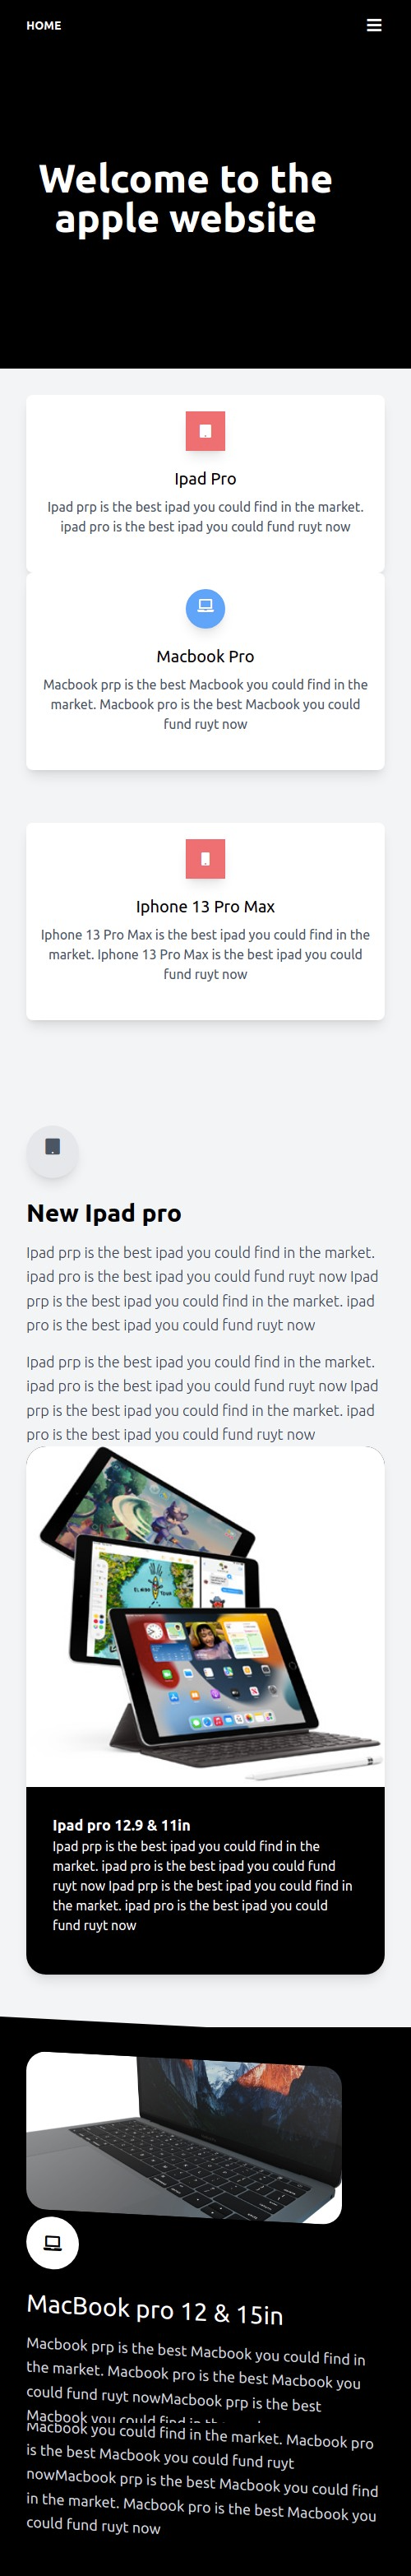 HOME
Welcome to the
apple website
Ipad Pro
Ipad prp is the best ipad you could find in the market.
ipad pro is the best ipad you could fund ruyt now
Macbook Pro
Macbook prp is the best Macbook you could find in the
market. Macbook pro is the best Macbook you could
fund ruyt now
Iphone 13 Pro Max
Iphone 13 Pro Max is the best ipad you could find in the
market. Iphone 13 Pro Max is the best ipad you could
fund ruyt now
New Ipad pro
Ipad prp is the best ipad you could find in the market.
ipad pro is the best ipad you could fund ruyt now Ipad
prp is the best ipad you could find in the market. ipad
pro is the best ipad you could fund ruyt now
Ipad prp is the best ipad you could find in the market.
ipad pro is the best ipad you could fund ruyt now Ipad
prp is the best ipad you could find in the market. ipad
pro is the best ipad you could fund ruyt now
Ipad pro 12.9 & 11in
Ipad prp is the best ipad you could find in the
market. ipad pro is the best ipad you could fund
ruyt now Ipad prp is the best ipad you could find in
the market. ipad pro is the best ipad you could
fund ruyt now
MacBook pro 12 & 15in
Macbook prp is the best Macbook you could find in
the market. Macbook pro is the best Macbook you
could fund ruyt nowMacbook prp is the best
Macbook you could find in the market. Macbook pro
is the best Macbook you could fund ruyt
nowMacbook prp is the best Macbook you could find
in the market. Macbook pro is the best Macbook you
could fund ruyt now